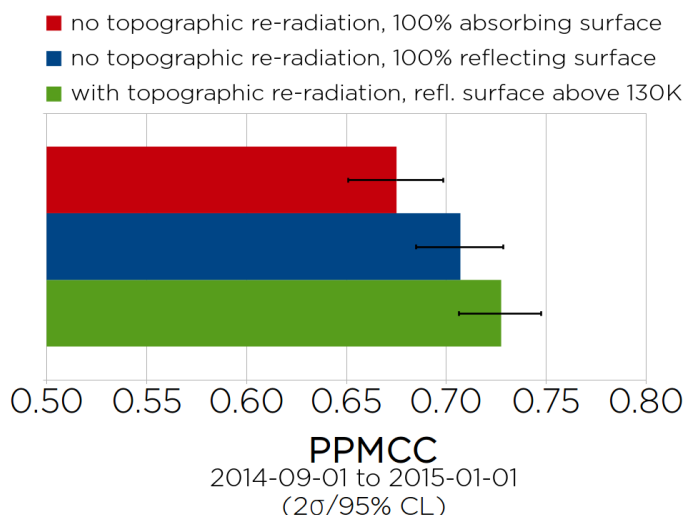 no topographic re-radiation, 100% absorbing surface
no topographic re-radiation, 100% reflecting surface
with topographic re-radiation, refl. surface above 130K
0.50 0.55 0.60 0.65 0.70 0.75 0.80
PPMCC
2014-09-01 to 2015-01-01
(2σ/95% CL)